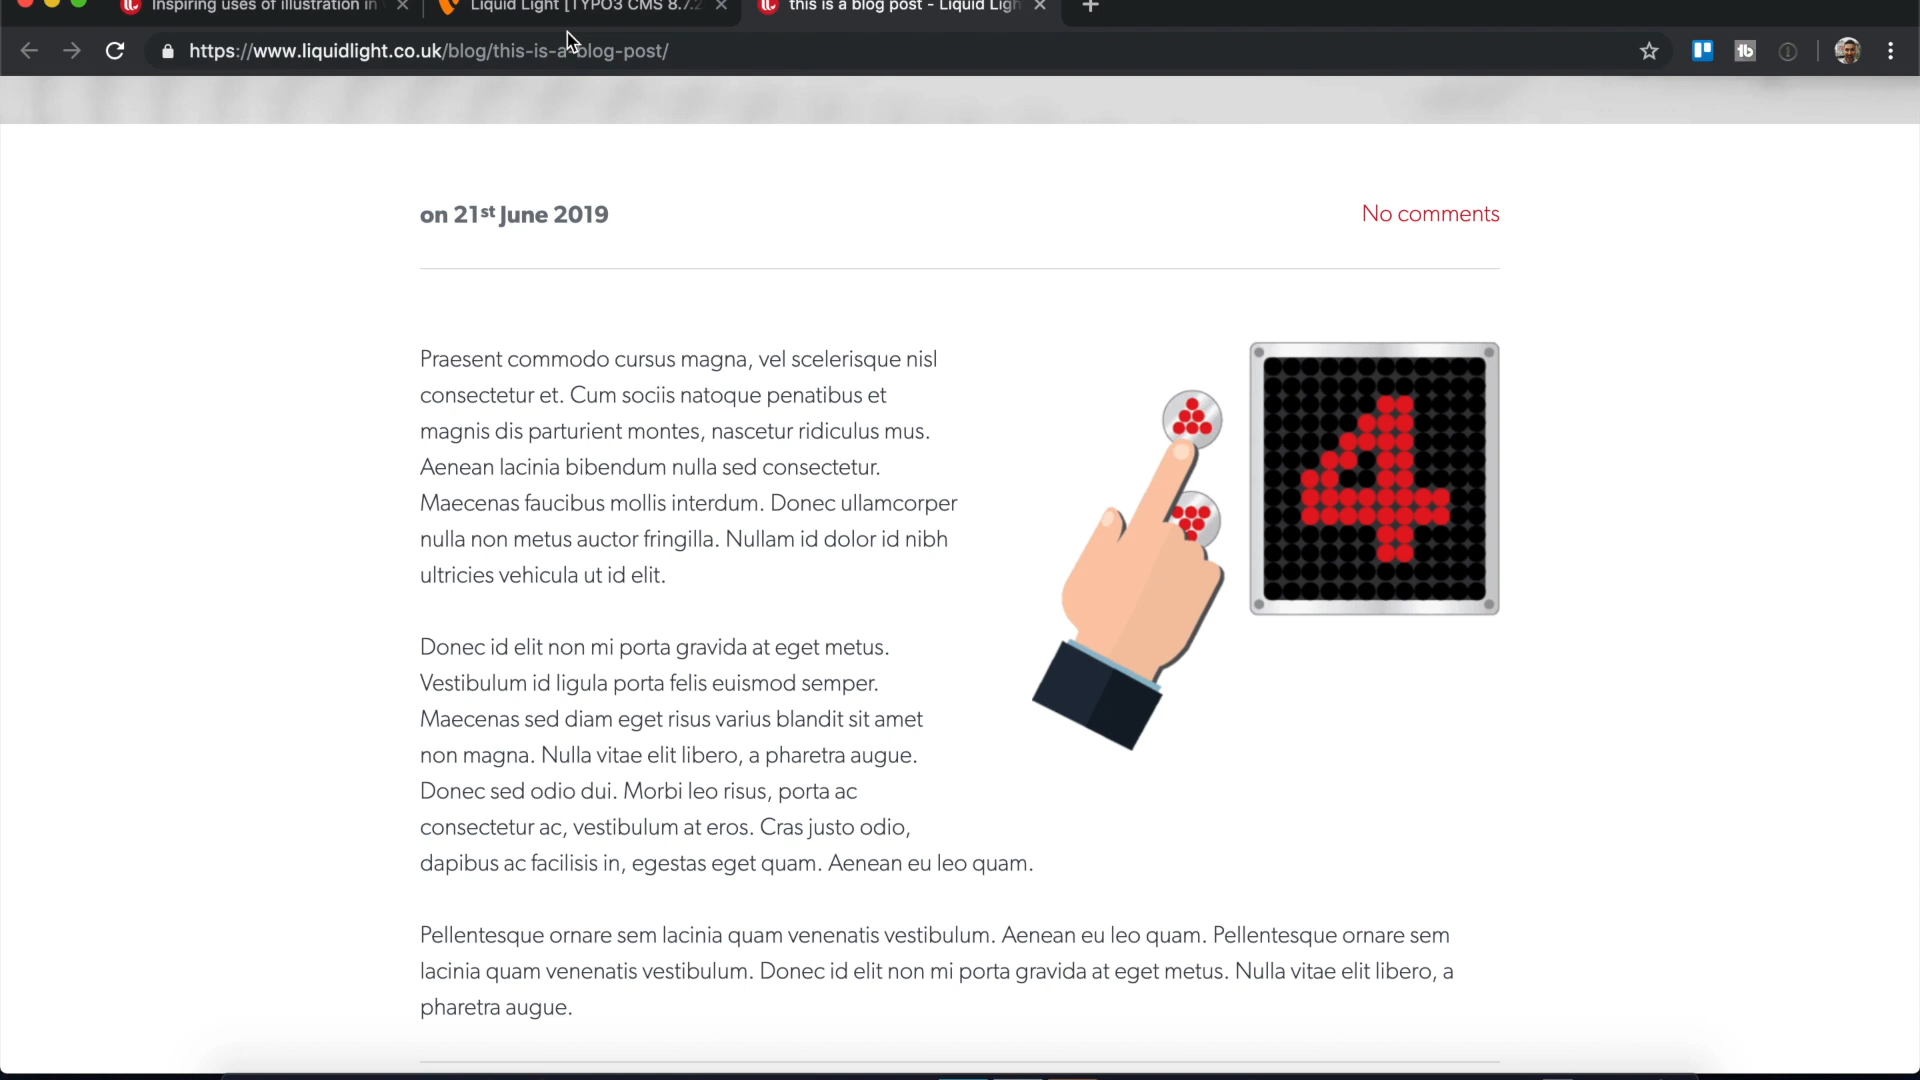 Inspiring uses of illustration in
Liquid Light [TYPO3 CMS 8.7.2
this is a blog post - Liquid Ligh
https://www.liquidlight.co.uk/blog/this-is-a-blog-post/
on 21st June 2019
No comments
Praesent commodo cursus magna, vel scelerisque nisl
consectetur et. Cum sociis natoque penatibus et
magnis dis parturient montes, nascetur ridiculus mus.
Aenean lacinia bibendum nulla sed consectetur.
Maecenas faucibus mollis interdum. Donec ullamcorper
nulla non metus auctor fringilla. Nullam id dolor id nibh
ultricies vehicula ut id elit.
4
Donec id elit non mi porta gravida at eget metus.
Vestibulum id ligula porta felis euismod semper.
Maecenas sed diam eget risus varius blandit sit amet
non magna. Nulla vitae elit libero, a pharetra augue.
Donec sed odio dui. Morbi leo risus, porta ac
consectetur ac, vestibulum at eros. Cras justo odio,
dapibus ac facilisis in, egestas eget quam. Aenean eu leo quam.
Pellentesque ornare sem lacinia quam venenatis vestibulum. Aenean eu leo quam. Pellentesque ornare sem
lacinia quam venenatis vestibulum. Donec id elit non mi porta gravida at eget metus. Nulla vitae elit libero, a
pharetra augue.